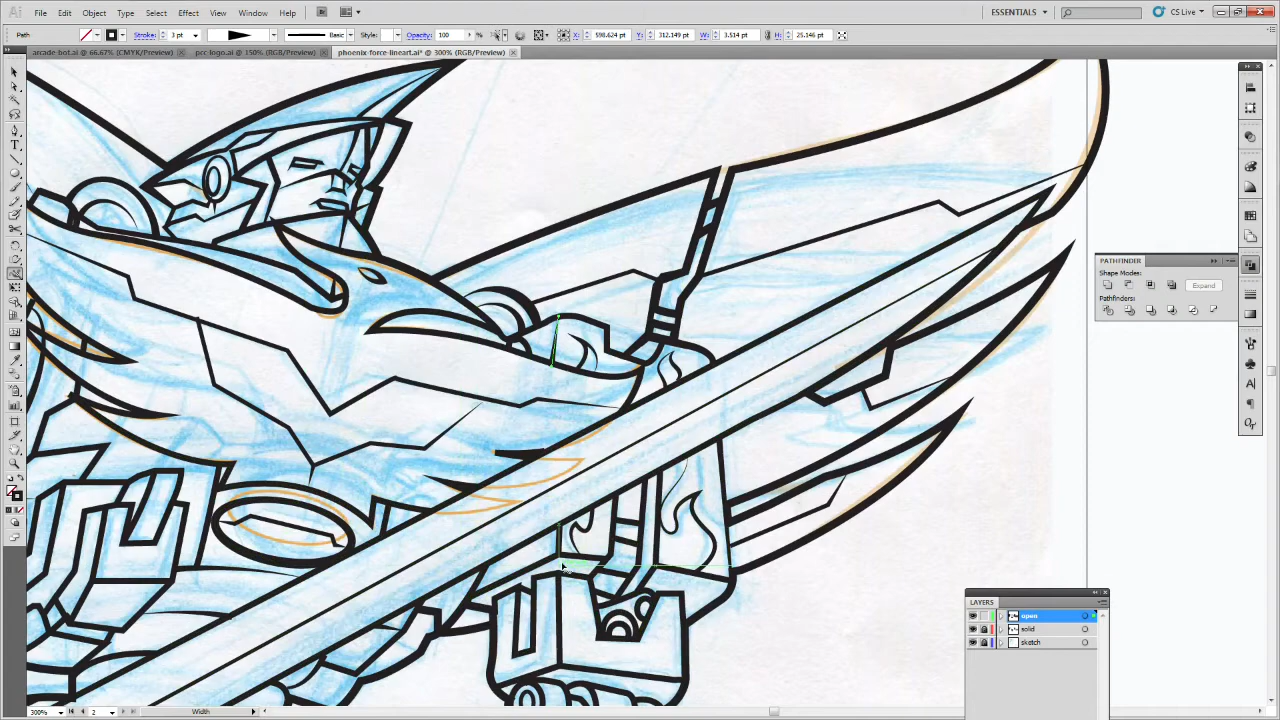 Ai File Edit Object Type Select Effect View Window Help Br ESSENTIALS CS Live
Path Stroke: 3 pt Basic Style: Opacity: 100 % X: 598.624 pt Y: 312.149 pt W: 3.514 pt H: 25.146 pt
arcade-bot.ai @ 66.67% (CMYK/Preview) pcc-logo.ai @ 150% (RGB/Preview) phoenix-force-lineart.ai* @ 300% (RGB/Preview)
PATHFINDER
Shape Modes:
Expand
Pathfinders:
LAYERS
open
solid
sketch
300% 2 Width